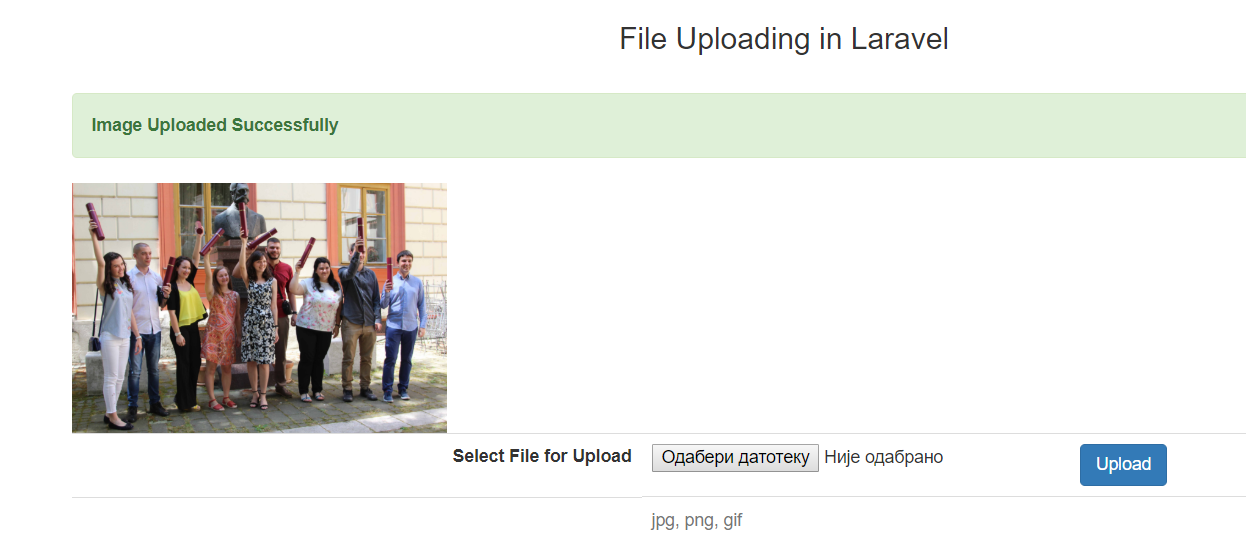 File Uploading in Laravel
Image Uploaded Successfully
Select File for Upload Одабери датотеку Није одабрано Upload
jpg, png, gif